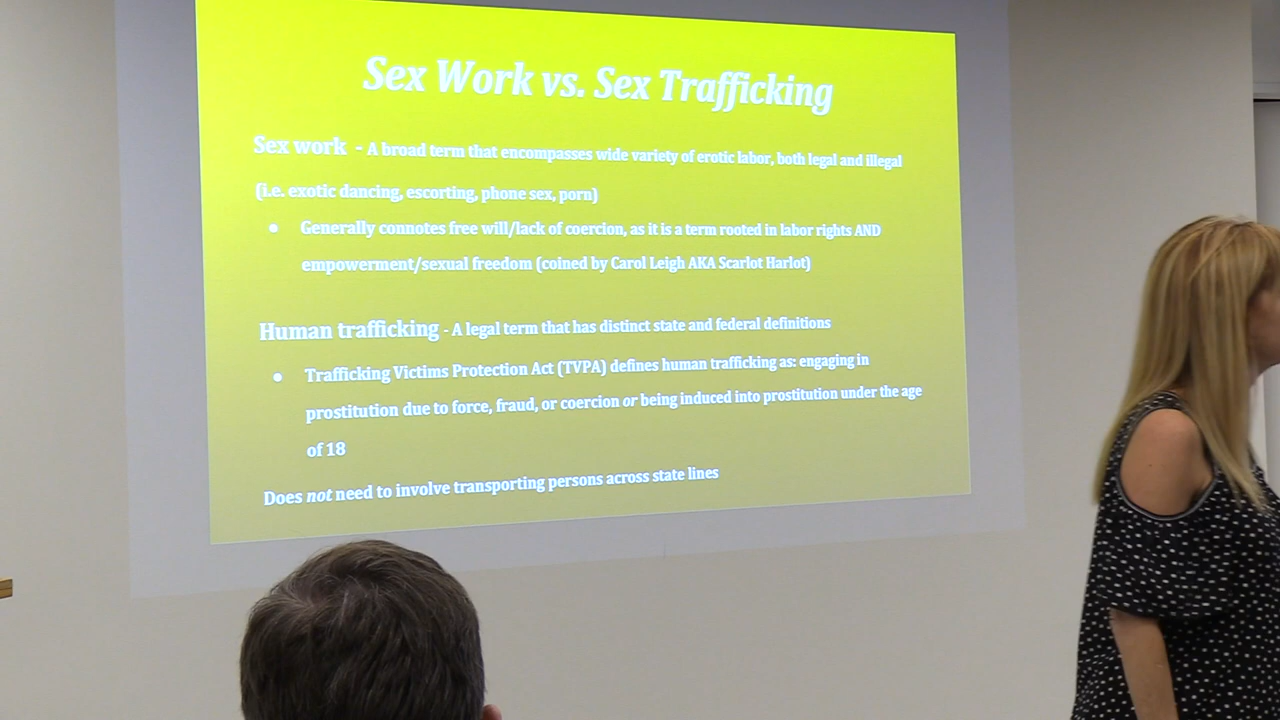 Sex Work vs. Sex Trafficking
Sex work - A broad term that encompasses wide variety of erotic labor, both legal and illegal
(i.e. exotic dancing, escorting, phone sex, porn)
• Generally connotes free will/lack of coercion, as it is a term rooted in labor rights AND
empowerment/sexual freedom (coined by Carol Leigh AKA Scarlot Harlot)
Human trafficking - A legal term that has distinct state and federal definitions
• Trafficking Victims Protection Act (TVPA) defines human trafficking as: engaging in
prostitution due to force, fraud, or coercion or being induced into prostitution under the age
of 18
Does not need to involve transporting persons across state lines